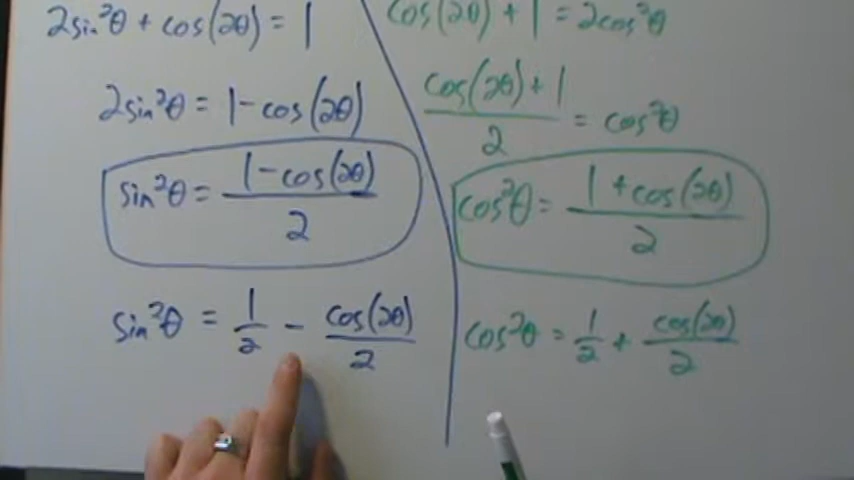 2sin²θ + cos(2θ) = 1
2sin²θ = 1 - cos(2θ)
sin²θ = (1 - cos(2θ))/2
sin²θ = 1/2 - cos(2θ)/2
cos(2θ) + 1 = 2cos²θ
(cos(2θ) + 1)/2 = cos²θ
cos²θ = (1 + cos(2θ))/2
cos²θ = 1/2 + cos(2θ)/2